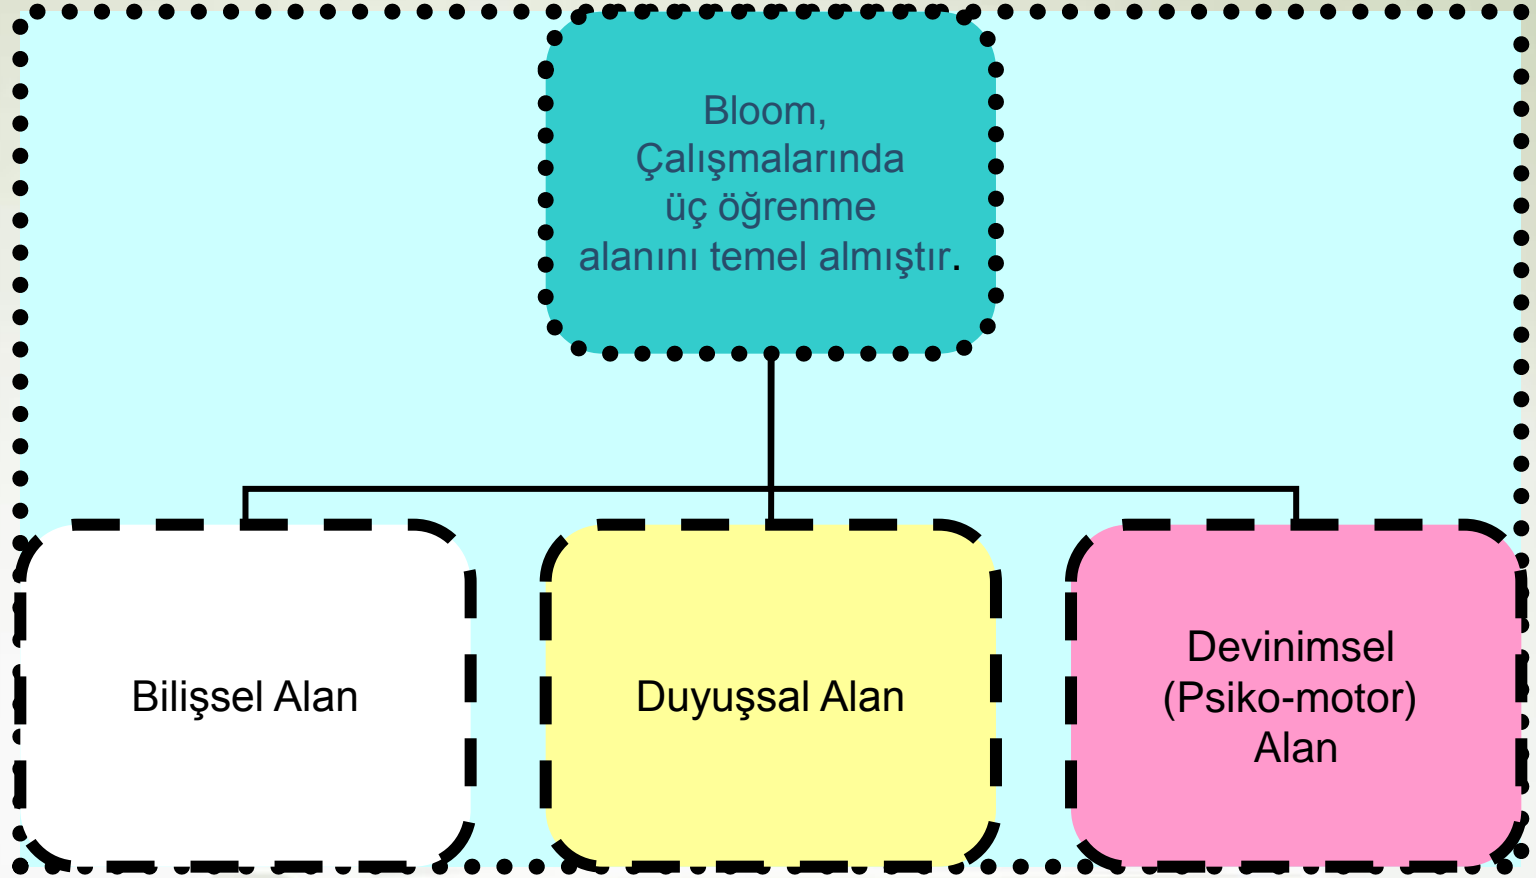 Bloom,
Çalışmalarında
üç öğrenme
alanını temel almıştır.
Bilişsel Alan
Duyuşsal Alan
Devinimsel
(Psiko-motor)
Alan